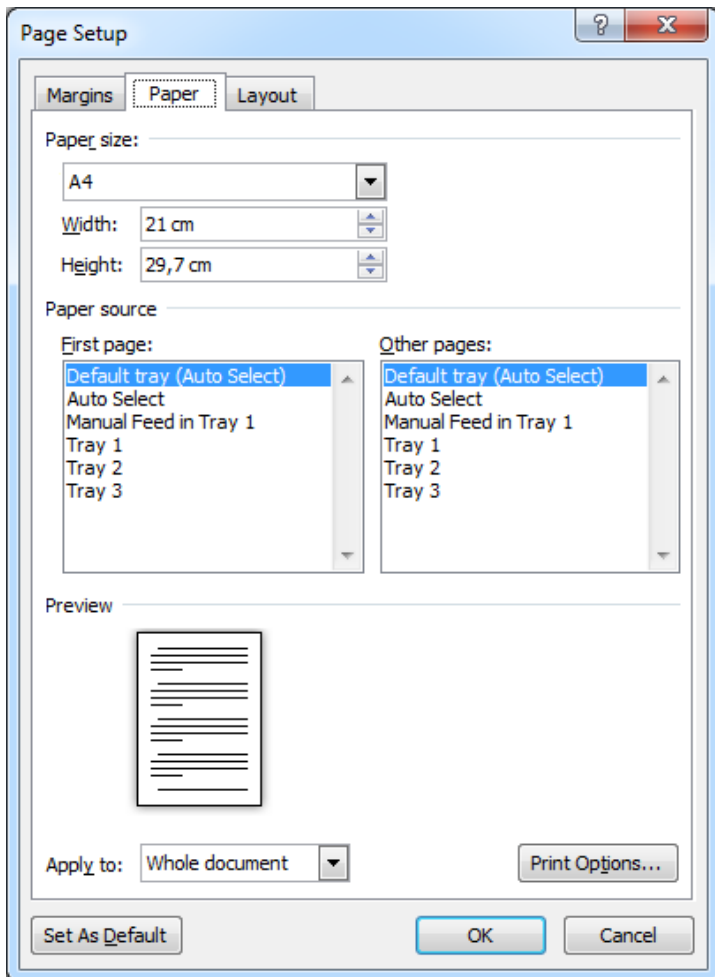 Page Setup
Margins Paper Layout
Paper size:
A4
Width: 21 cm
Height: 29,7 cm
Paper source
First page: Other pages:
Default tray (Auto Select) Default tray (Auto Select)
Auto Select Auto Select
Manual Feed in Tray 1 Manual Feed in Tray 1
Tray 1 Tray 1
Tray 2 Tray 2
Tray 3 Tray 3
Preview
Apply to: Whole document Print Options...
Set As Default OK Cancel